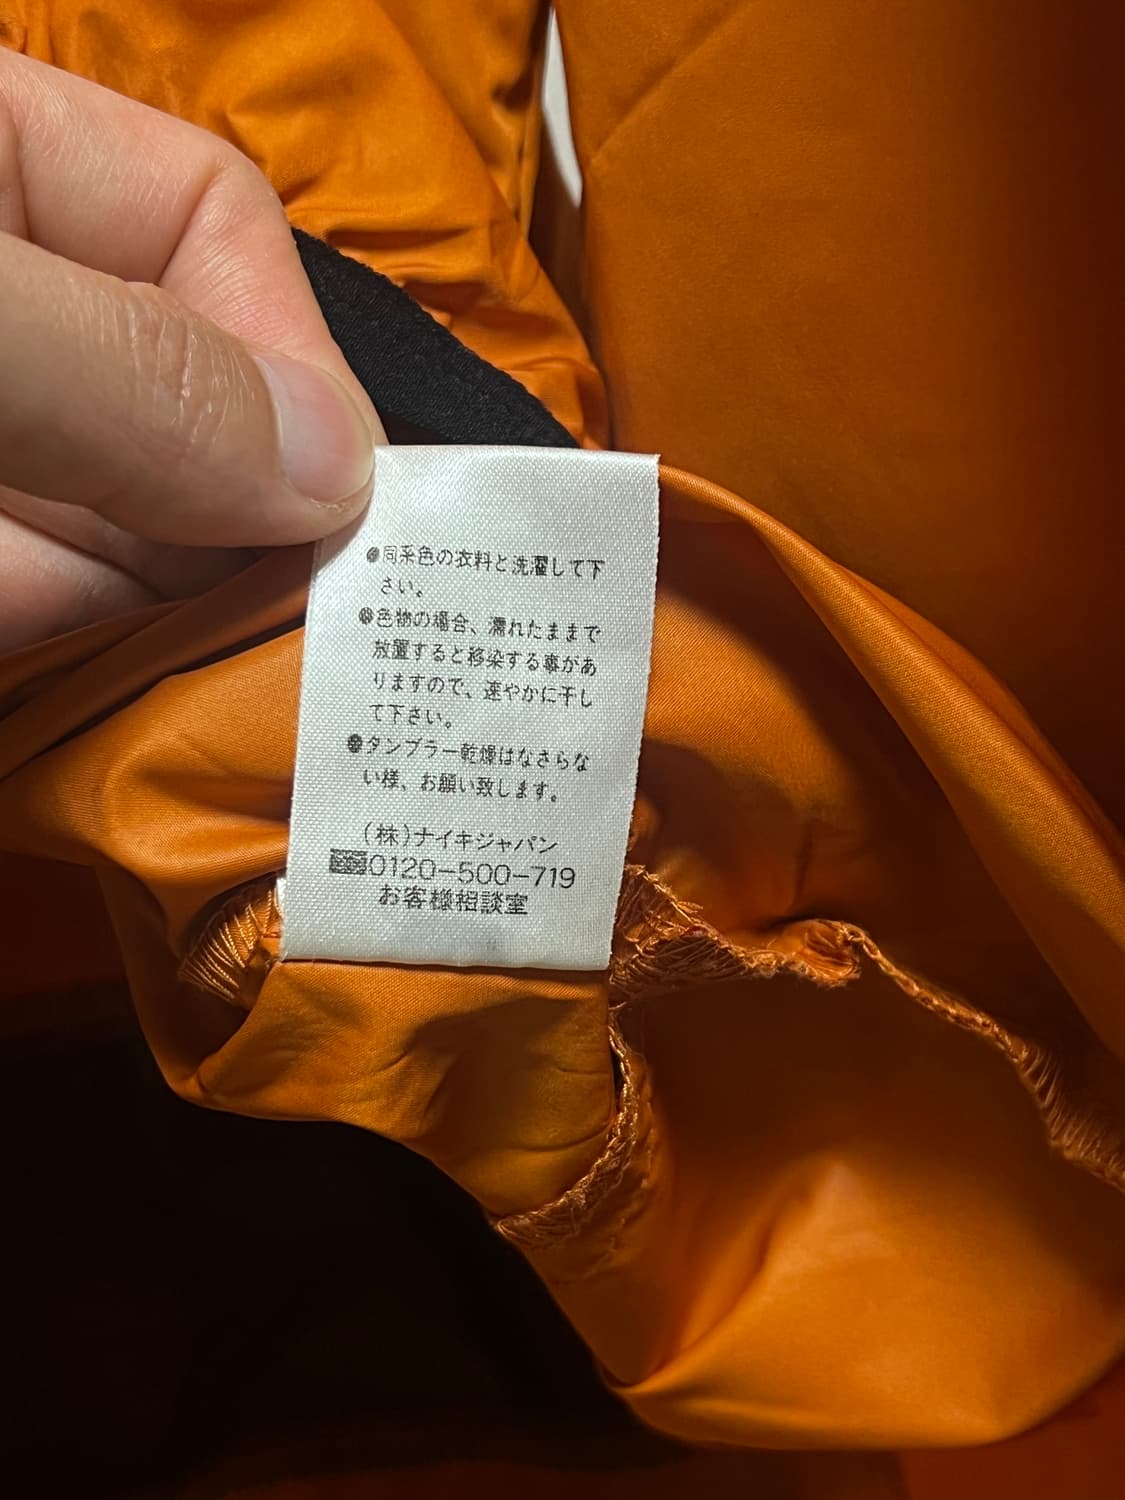 ●同系色の衣料と洗濯して下
さい。
●色物の場合、濡れたままで
放置すると移染する事があ
りますので、速やかに干し
て下さい。
●タンブラー乾燥はなさらな
い様、お願い致します。
(株)ナイキジャパン
0120-500-719
お客様相談室